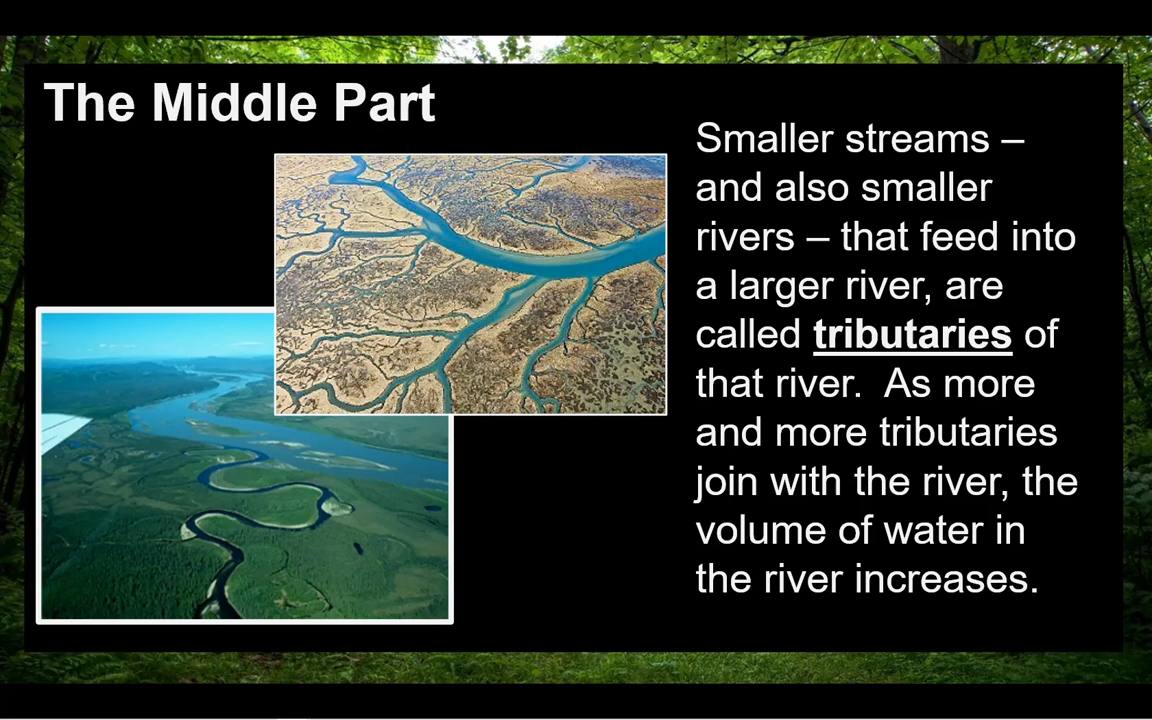 The Middle Part
Smaller streams –
and also smaller
rivers – that feed into
a larger river, are
called tributaries of
that river.  As more
and more tributaries
join with the river, the
volume of water in
the river increases.